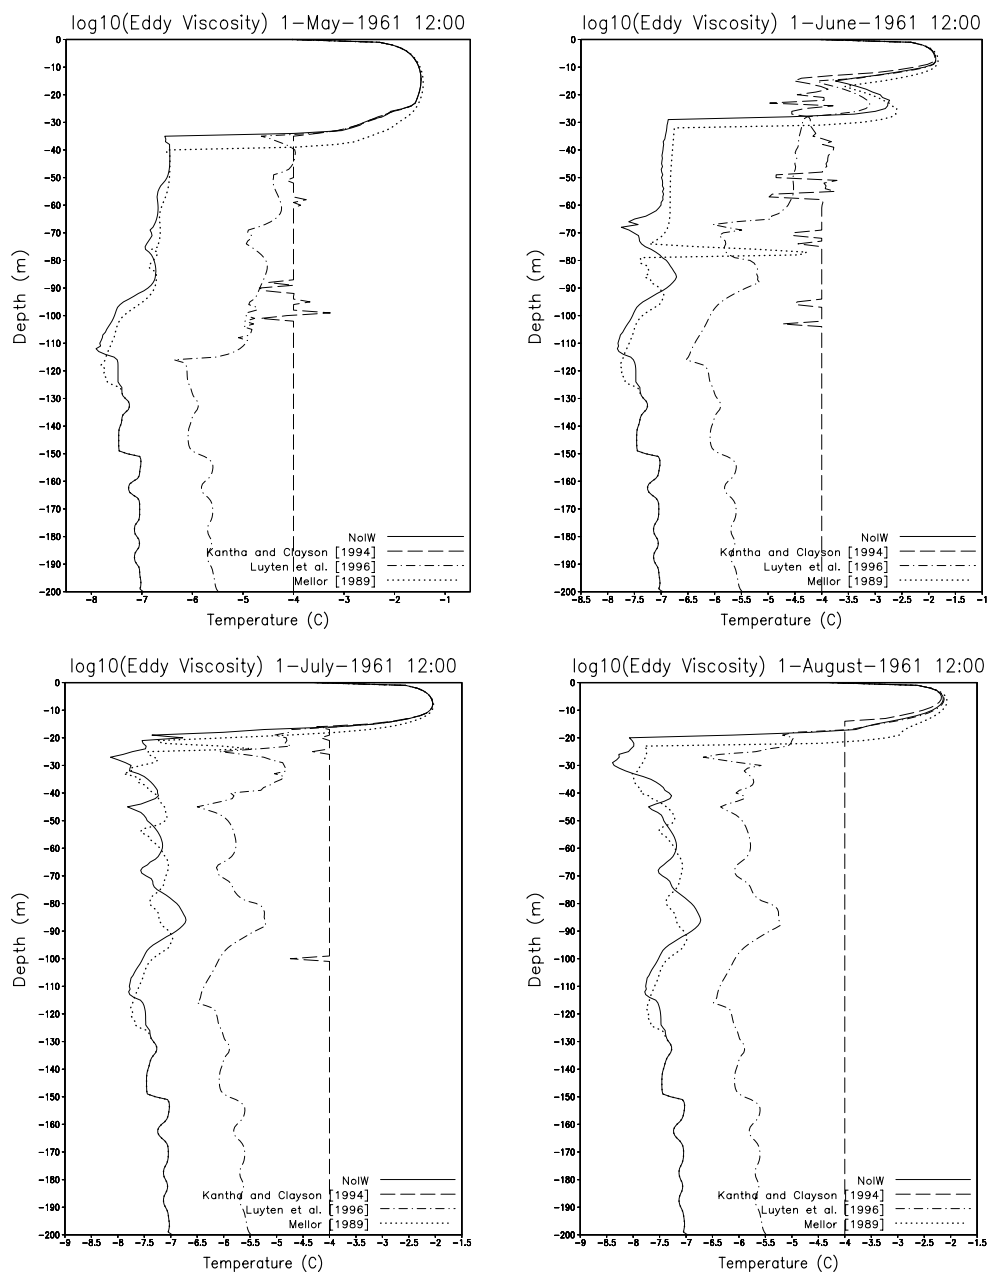 log10(Eddy Viscosity) 1-May-1961 12:00
0
-10
-20
-30
-40
-50
-60
-70
-80
-90
-100
-110
-120
-130
-140
-150
-160
-170
-180
-190
-200
Depth (m)
NoIW
Kantha and Clayson [1994]
Luyten et al. [1996]
Mellor [1989]
-8 -7 -6 -5 -4 -3 -2 -1
Temperature (C)
log10(Eddy Viscosity) 1-June-1961 12:00
0
-10
-20
-30
-40
-50
-60
-70
-80
-90
-100
-110
-120
-130
-140
-150
-160
-170
-180
-190
-200
Depth (m)
NoIW
Kantha and Clayson [1994]
Luyten et al. [1996]
Mellor [1989]
-8.5 -8 -7.5 -7 -6.5 -6 -5.5 -5 -4.5 -4 -3.5 -3 -2.5 -2 -1.5 -1
Temperature (C)
log10(Eddy Viscosity) 1-July-1961 12:00
0
-10
-20
-30
-40
-50
-60
-70
-80
-90
-100
-110
-120
-130
-140
-150
-160
-170
-180
-190
-200
Depth (m)
NoIW
Kantha and Clayson [1994]
Luyten et al. [1996]
Mellor [1989]
-9 -8.5 -8 -7.5 -7 -6.5 -6 -5.5 -5 -4.5 -4 -3.5 -3 -2.5 -2 -1.5
Temperature (C)
log10(Eddy Viscosity) 1-August-1961 12:00
0
-10
-20
-30
-40
-50
-60
-70
-80
-90
-100
-110
-120
-130
-140
-150
-160
-170
-180
-190
-200
Depth (m)
NoIW
Kantha and Clayson [1994]
Luyten et al. [1996]
Mellor [1989]
-9 -8.5 -8 -7.5 -7 -6.5 -6 -5.5 -5 -4.5 -4 -3.5 -3 -2.5 -2 -1.5
Temperature (C)